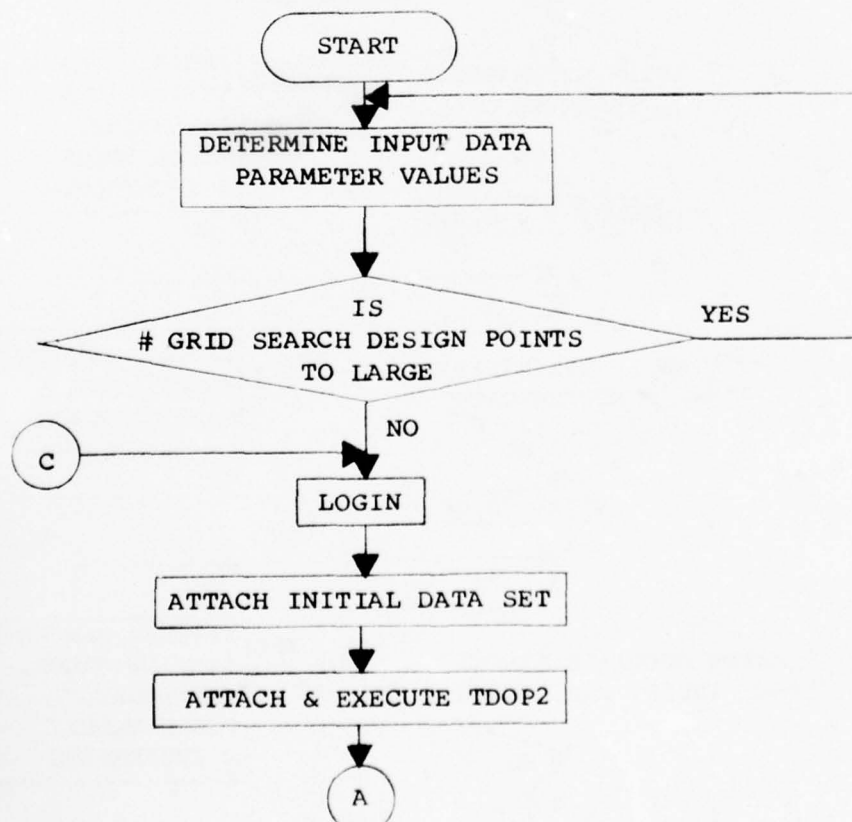 START
DETERMINE INPUT DATA
PARAMETER VALUES
IS
# GRID SEARCH DESIGN POINTS
TO LARGE
YES
NO
C
LOGIN
ATTACH INITIAL DATA SET
ATTACH & EXECUTE TDOP2
A